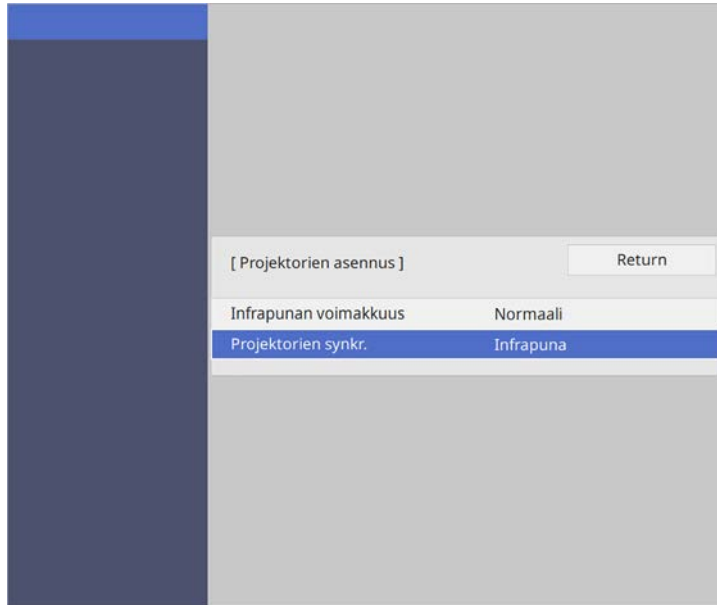 [ Projektorien asennus ] Return
Infrapunan voimakkuus Normaali
Projektorien synkr. Infrapuna